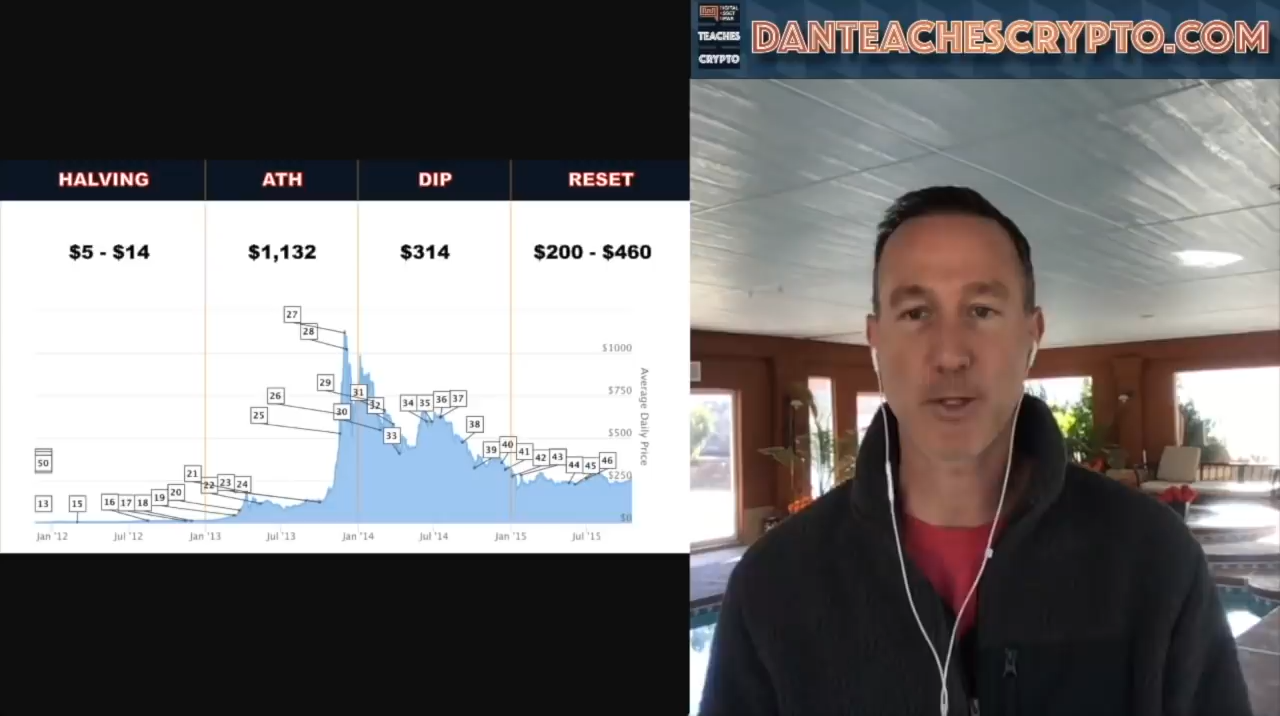 DIGITAL
ASSET
TEACHES
CRYPTO
DANTEACHESCRYPTO.COM
HALVING ATH DIP RESET
$5 - $14 $1,132 $314 $200 - $460
27
28
$1000
29
26
31
$750
34 35 36 37
32
30
25
38
33
$500
40
39
41
42 43
50
46
44 45
21
$250
22 23 24
20
19
13 15 16 17 18
$0
Average Daily Price
Jan '12 Jul '12 Jan '13 Jul '13 Jan '14 Jul '14 Jan '15 Jul '15